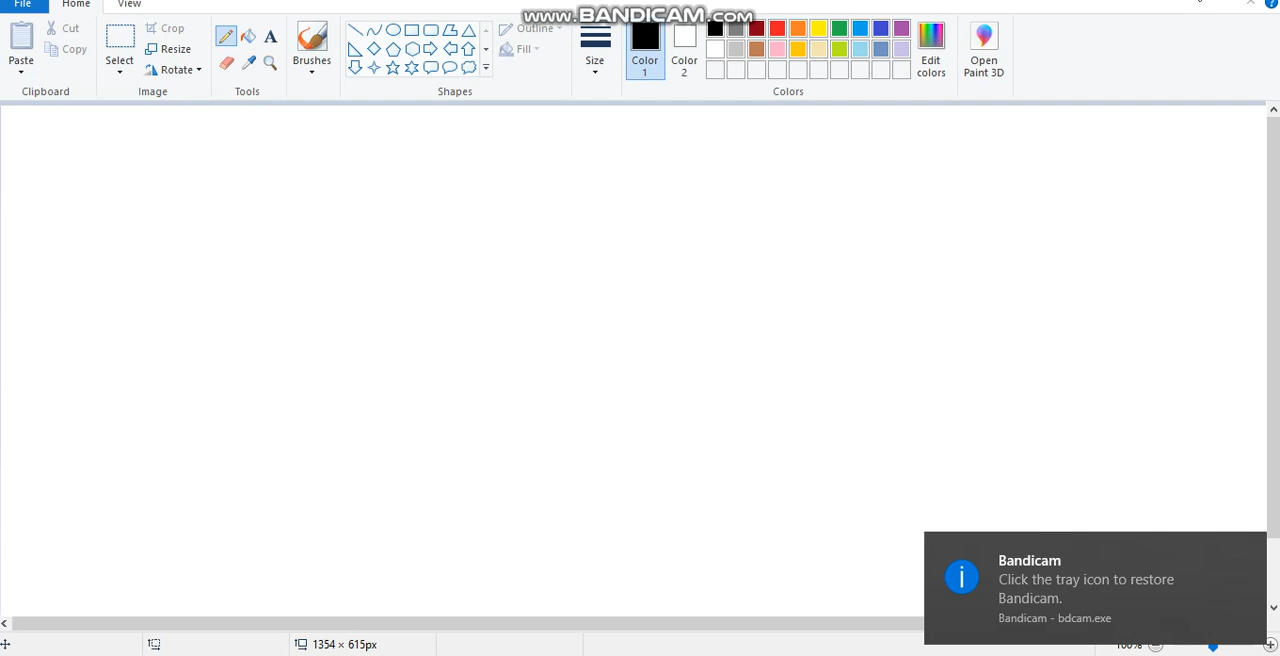 File Home View
www.BANDICAM.com
Paste
Cut
Copy
Clipboard
Select
Crop
Resize
Rotate
Image
A
Tools
Brushes
Outline
Fill
Shapes
Size
Color
1
Color
2
Edit
colors
Colors
Open
Paint 3D
Bandicam
Click the tray icon to restore
Bandicam.
Bandicam - bdcam.exe
1354 × 615px
100%